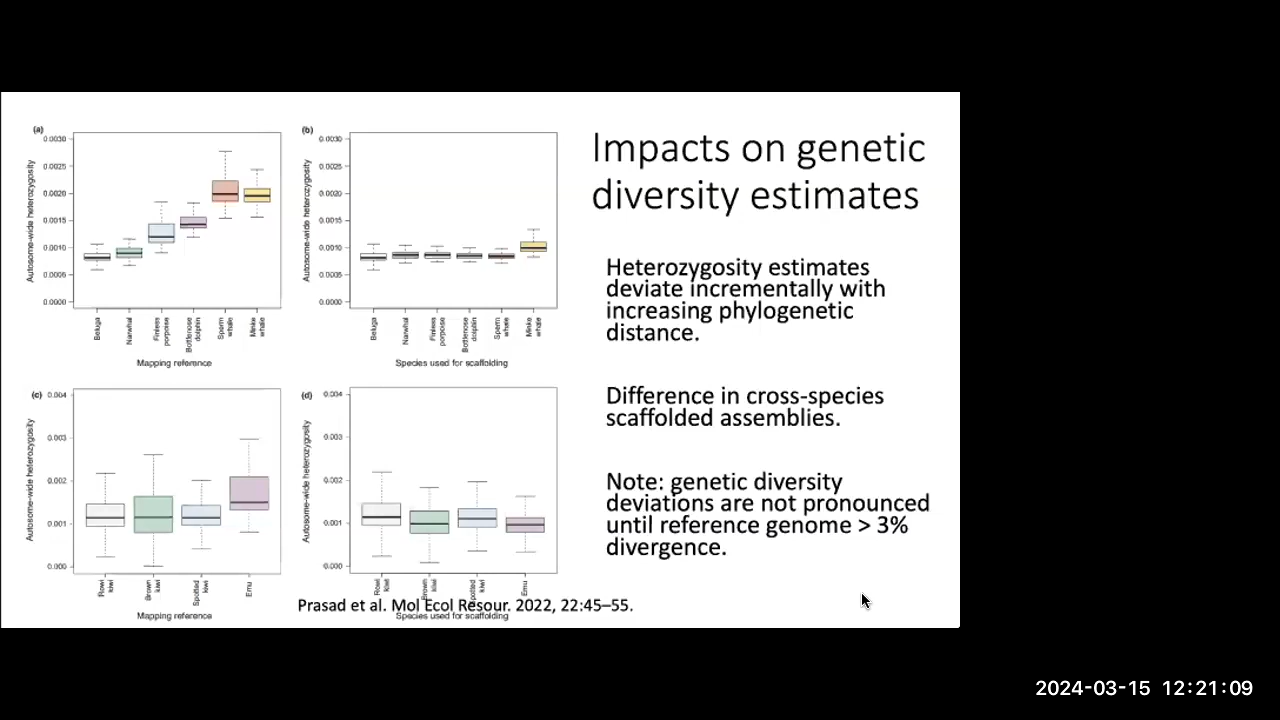 (a)
0.0030
0.0025
0.0020
0.0015
0.0010
0.0005
0.0000
Autosome-wide heterozygosity
Beluga
Narwhal
Finless porpoise
Bottenose dolphin
Sperm whale
Minke whale
Mapping reference
(b)
0.0030
0.0025
0.0020
0.0015
0.0010
0.0005
0.0000
Autosome-wide heterozygosity
Beluga
Narwhal
Finless porpoise
Bottenose dolphin
Sperm whale
Minke whale
Species used for scaffolding
(c)
0.004
0.003
0.002
0.001
0.000
Autosome-wide heterozygosity
Rowi kiwi
Brown kiwi
Spotted kiwi
Emu
Mapping reference
(d)
0.004
0.003
0.002
0.001
0.000
Autosome-wide heterozygosity
Rowi kiwi
Brown kiwi
Spotted kiwi
Emu
Species used for scaffolding
Prasad et al. Mol Ecol Resour. 2022, 22:45–55.
Impacts on genetic
diversity estimates
Heterozygosity estimates
deviate incrementally with
increasing phylogenetic
distance.
Difference in cross-species
scaffolded assemblies.
Note: genetic diversity
deviations are not pronounced
until reference genome > 3%
divergence.
2024-03-15 12:21:09